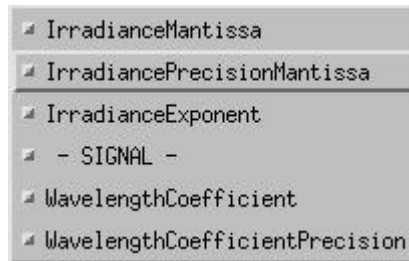 IrradianceMantissa
IrradiancePrecisionMantissa
IrradianceExponent
- SIGNAL -
WavelengthCoefficient
WavelengthCoefficientPrecision